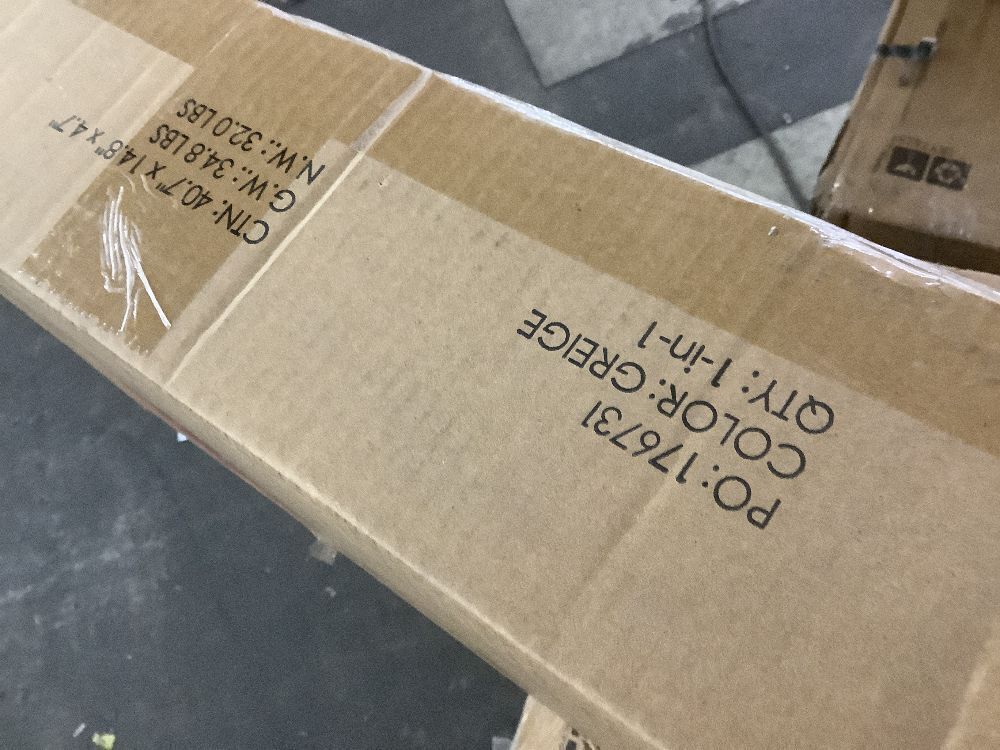 PO: 176731
COLOR: GREIGE
QTY: 1-in-1
CTN: 40.7" x 14.8" x 4.7"
G.W.: 34.8 LBS
N.W.: 32.0 LBS